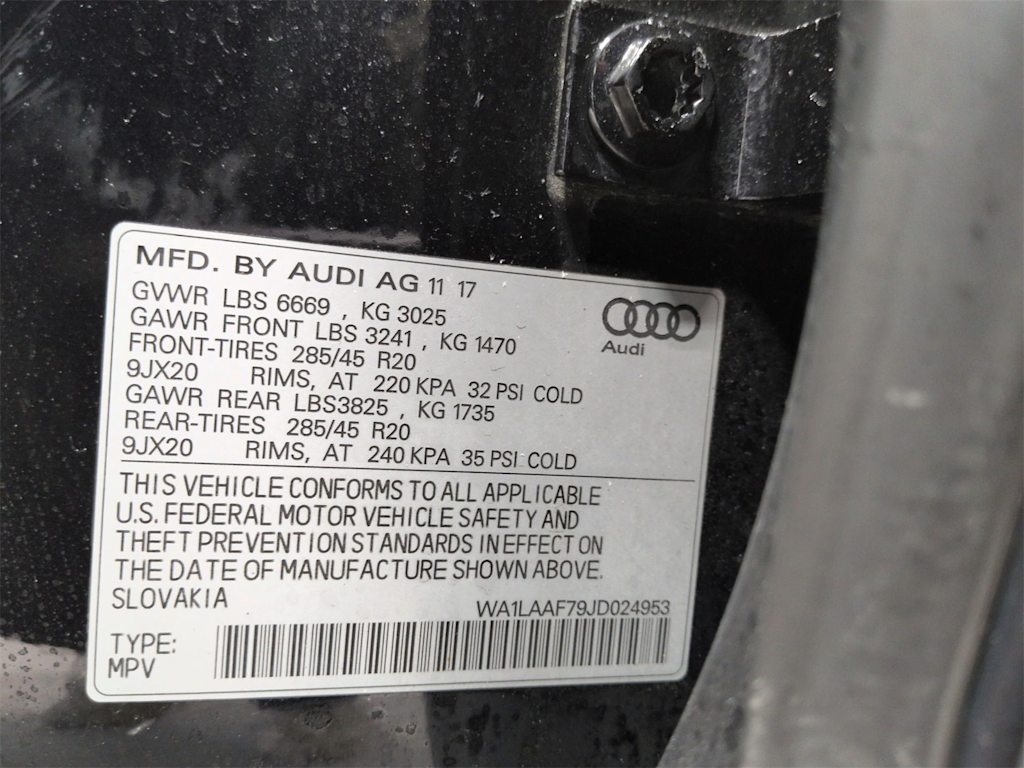 MFD. BY AUDI AG 11 17
GVWR LBS 6669 , KG 3025
GAWR FRONT LBS 3241 , KG 1470
FRONT-TIRES 285/45 R20
9JX20 RIMS, AT 220 KPA 32 PSI COLD
GAWR REAR LBS3825 , KG 1735
REAR-TIRES 285/45 R20
9JX20 RIMS, AT 240 KPA 35 PSI COLD
Audi
THIS VEHICLE CONFORMS TO ALL APPLICABLE
U.S. FEDERAL MOTOR VEHICLE SAFETY AND
THEFT PREVENTION STANDARDS IN EFFECT ON
THE DATE OF MANUFACTURE SHOWN ABOVE.
SLOVAKIA
WA1LAAF79JD024953
TYPE:
MPV